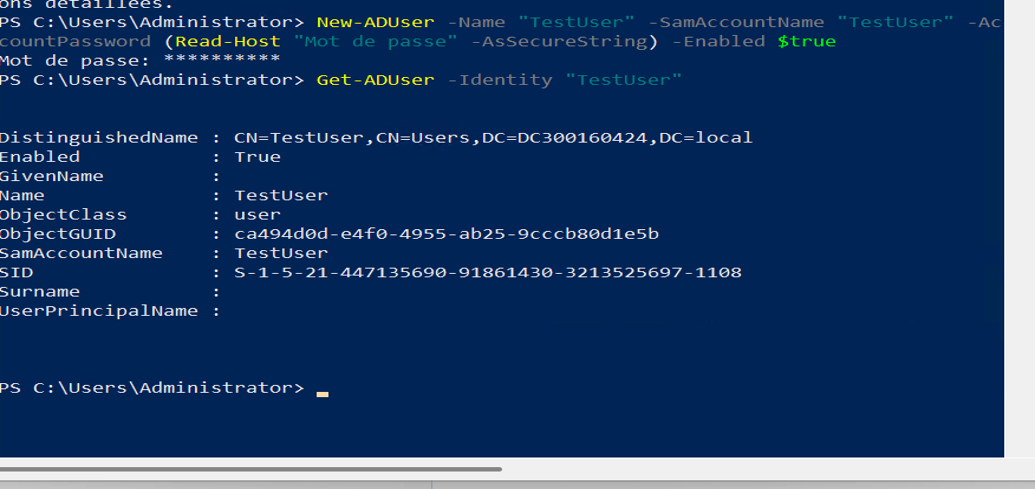 ons detaillees.
PS C:\Users\Administrator> New-ADUser -Name "TestUser" -SamAccountName "TestUser" -Ac
countPassword (Read-Host "Mot de passe" -AsSecureString) -Enabled $true
Mot de passe: **********
PS C:\Users\Administrator> Get-ADUser -Identity "TestUser"
DistinguishedName : CN=TestUser,CN=Users,DC=DC300160424,DC=local
Enabled : True
GivenName :
Name : TestUser
ObjectClass : user
ObjectGUID : ca494d0d-e4f0-4955-ab25-9cccb80d1e5b
SamAccountName : TestUser
SID : S-1-5-21-447135690-91861430-3213525697-1108
Surname :
UserPrincipalName :
PS C:\Users\Administrator>